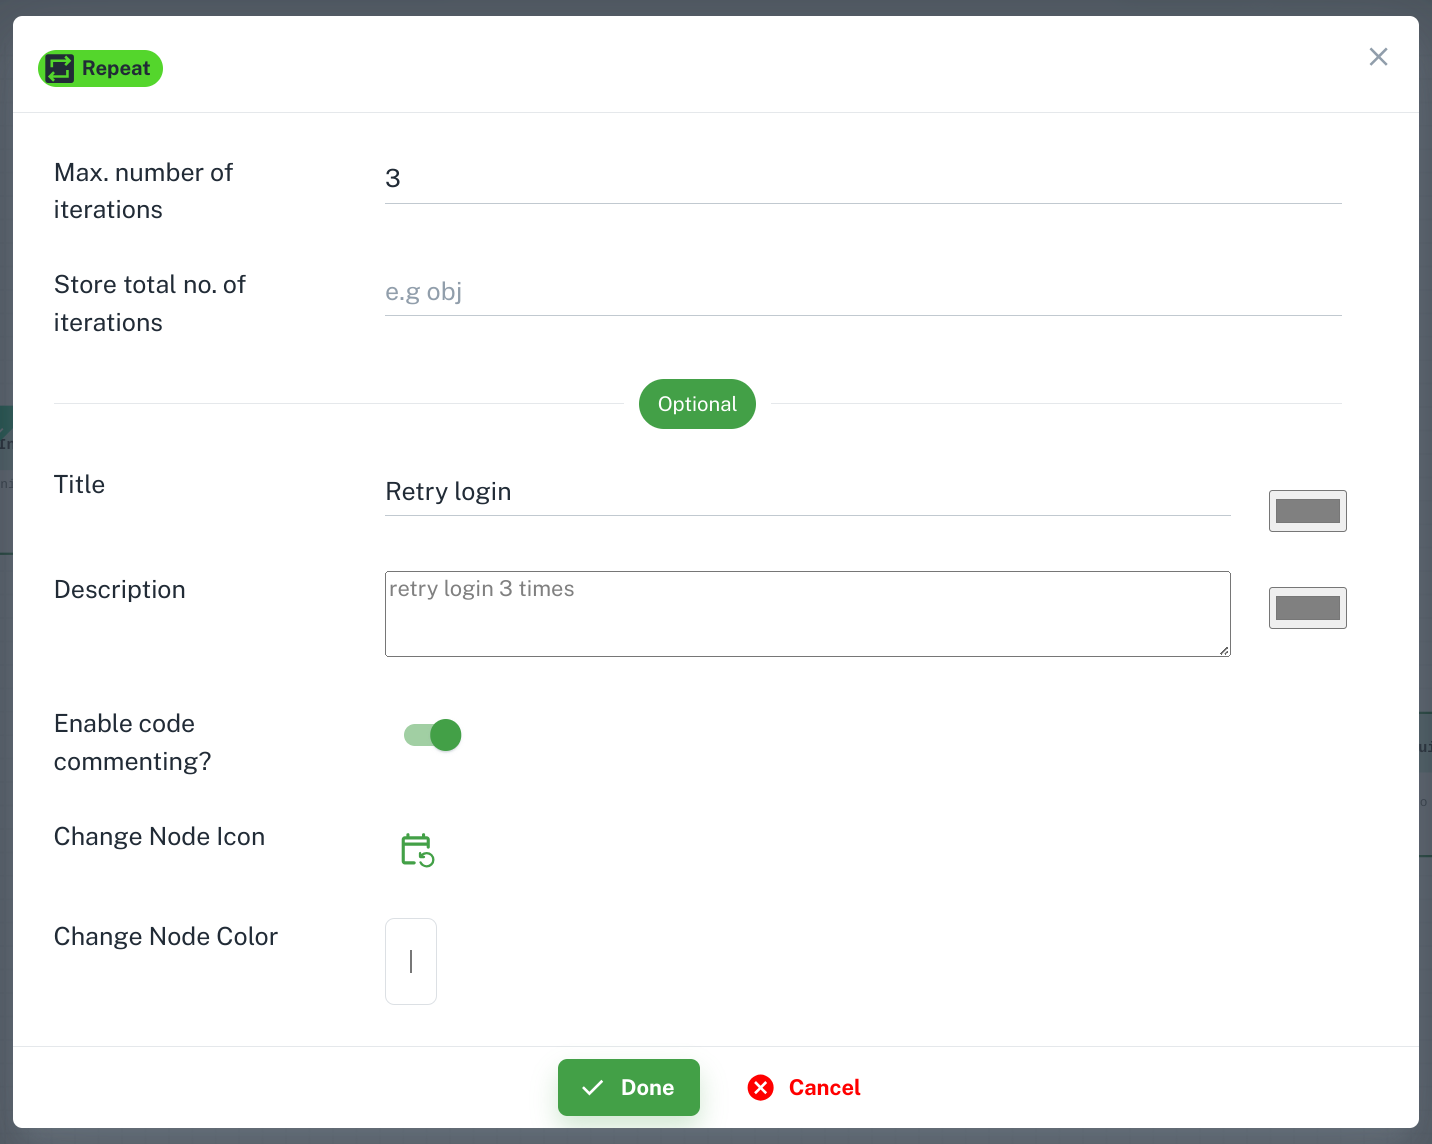 Repeat
Max. number of
iterations
3
Store total no. of
iterations
e.g obj
Optional
Title
Retry login
Description
retry login 3 times
Enable code
commenting?
Change Node Icon
Change Node Color
Done
Cancel